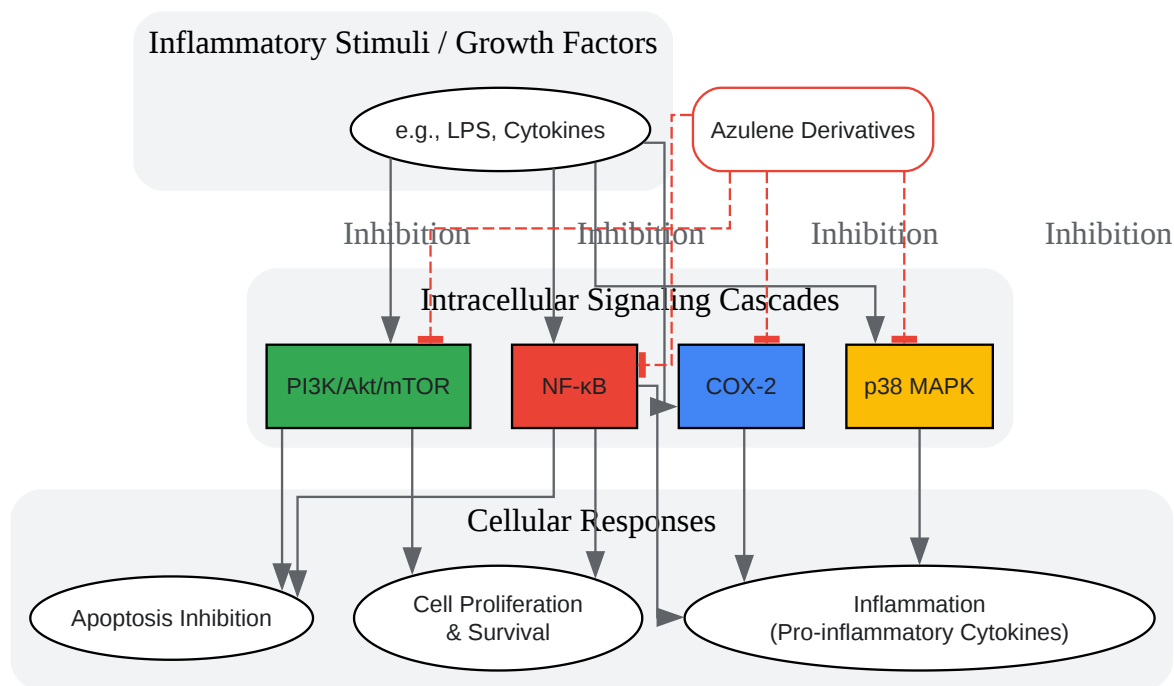 Inflammatory Stimuli / Growth Factors
e.g., LPS, Cytokines
Azulene Derivatives
Inhibition
Inhibition
Inhibition
Inhibition
Intracellular Signaling Cascades
PI3K/Akt/mTOR
NF-κB
COX-2
p38 MAPK
Cellular Responses
Apoptosis Inhibition
Cell Proliferation
& Survival
Inflammation
(Pro-inflammatory Cytokines)